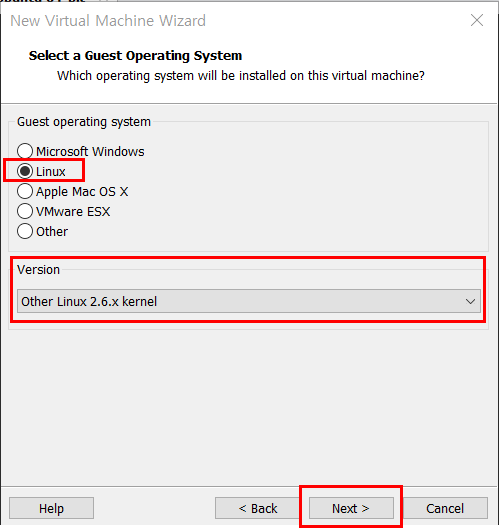 New Virtual Machine Wizard
Select a Guest Operating System
Which operating system will be installed on this virtual machine?
Guest operating system
Microsoft Windows
Linux
Apple Mac OS X
VMware ESX
Other
Version
Other Linux 2.6.x kernel
Help
< Back
Next >
Cancel